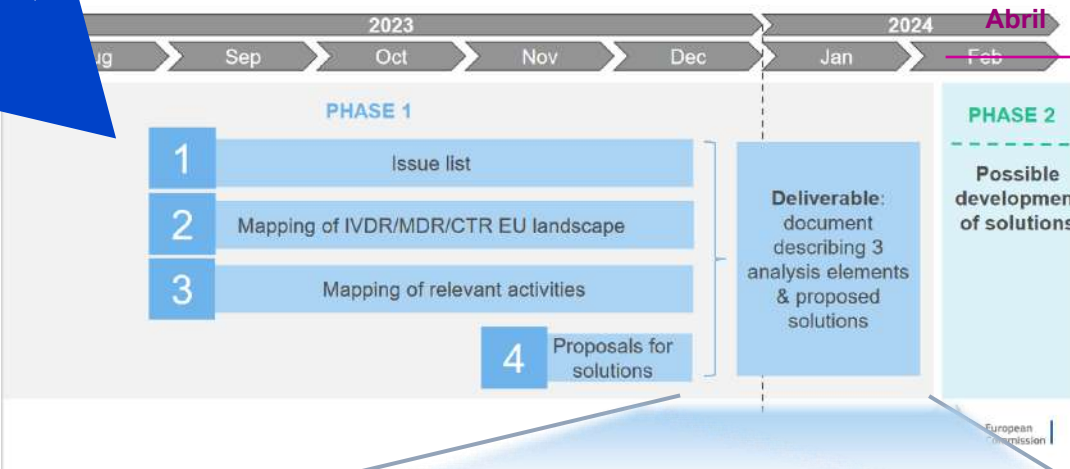 2023
2024
Abril
ug
Sep
Oct
Nov
Dec
Jan
Feb
PHASE 1
1
Issue list
2
Mapping of IVDR/MDR/CTR EU landscape
3
Mapping of relevant activities
4
Proposals for
solutions
Deliverable:
document
describing 3
analysis elements
& proposed
solutions
PHASE 2
Possible
developmen
of solutions
European
Commission